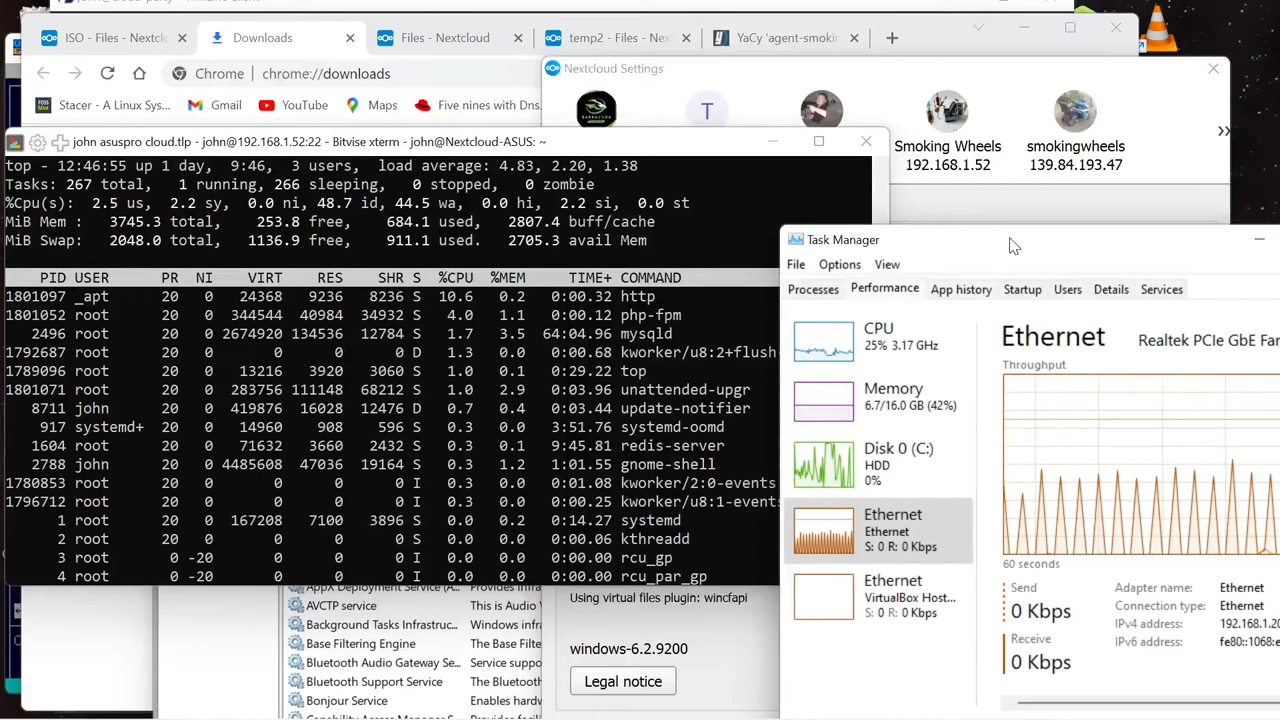 ISO - Files - Nextcl
Downloads
Files - Nextcloud
temp2 - Files - Nextc
YaCy 'agent-smokin
Chrome
chrome://downloads
Nextcloud Settings
Stacer - A Linux Sys...
Gmail
YouTube
Maps
Five nines with Dns.
T
Smoking Wheels
192.168.1.52
smokingwheels
139.84.193.47
john asuspro cloud.tlp - john@192.168.1.52:22 - Bitvise xterm - john@Nextcloud-ASUS: ~
top - 12:46:55 up 1 day, 9:46, 3 users, load average: 4.83, 2.20, 1.38
Tasks: 267 total, 1 running, 266 sleeping, 0 stopped, 0 zombie
%Cpu(s): 2.5 us, 2.2 sy, 0.0 ni, 48.7 id, 44.5 wa, 0.0 hi, 2.2 si, 0.0 st
MiB Mem : 3745.3 total, 253.8 free, 684.1 used, 2807.4 buff/cache
MiB Swap: 2048.0 total, 1136.9 free, 911.1 used. 2705.3 avail Mem
PID USER PR NI VIRT RES SHR S %CPU %MEM TIME+ COMMAND
1801097 _apt 20 0 24368 9236 8236 S 10.6 0.2 0:00.32 http
1801052 root 20 0 344544 40984 34932 S 4.0 1.1 0:00.12 php-fpm
2496 root 20 0 2674920 134536 12784 S 1.7 3.5 64:04.96 mysqld
1792687 root 20 0 0 0 0 D 1.3 0.0 0:00.68 kworker/u8:2+flush-
1789096 root 20 0 13216 3920 3060 S 1.0 0.1 0:29.22 top
1801071 root 20 0 283756 111148 68212 S 1.0 2.9 0:03.96 unattended-upgr
8711 john 20 0 419876 16028 12476 D 0.7 0.4 0:03.44 update-notifier
917 systemd+ 20 0 14960 908 596 S 0.3 0.0 3:51.76 systemd-oomd
1604 root 20 0 71632 3660 2432 S 0.3 0.1 9:45.81 redis-server
2788 john 20 0 4485608 47036 19164 S 0.3 1.2 1:01.55 gnome-shell
1780853 root 20 0 0 0 0 I 0.3 0.0 0:01.08 kworker/2:0-events
1796712 root 20 0 0 0 0 I 0.3 0.0 0:00.25 kworker/u8:1-events
1 root 20 0 167208 7100 3896 S 0.0 0.2 0:14.27 systemd
2 root 20 0 0 0 0 S 0.0 0.0 0:00.06 kthreadd
3 root 0 -20 0 0 0 I 0.0 0.0 0:00.00 rcu_gp
4 root 0 -20 0 0 0 I 0.0 0.0 0:00.00 rcu_par_gp
Task Manager
File Options View
Processes Performance App history Startup Users Details Services
CPU
25% 3.17 GHz
Memory
6.7/16.0 GB (42%)
Disk 0 (C:)
HDD
0%
Ethernet
Ethernet
S: 0 R: 0 Kbps
Ethernet
VirtualBox Host...
S: 0 R: 0 Kbps
Ethernet
Realtek PCIe GbE Fam
Throughput
60 seconds
Send
0 Kbps
Receive
0 Kbps
Adapter name: Ethernet
Connection type: Ethernet
IPv4 address: 192.168.1.20
IPv6 address: fe80::1068:e
AVCTP service This is Audio V
Background Tasks Infrastruc... Windows infra
Base Filtering Engine The Base Filter
Bluetooth Audio Gateway Se... Service suppo
Bluetooth Support Service The Bluetooth
Bonjour Service Enables hardw
Using virtual files plugin: wincfapi
windows-6.2.9200
Legal notice